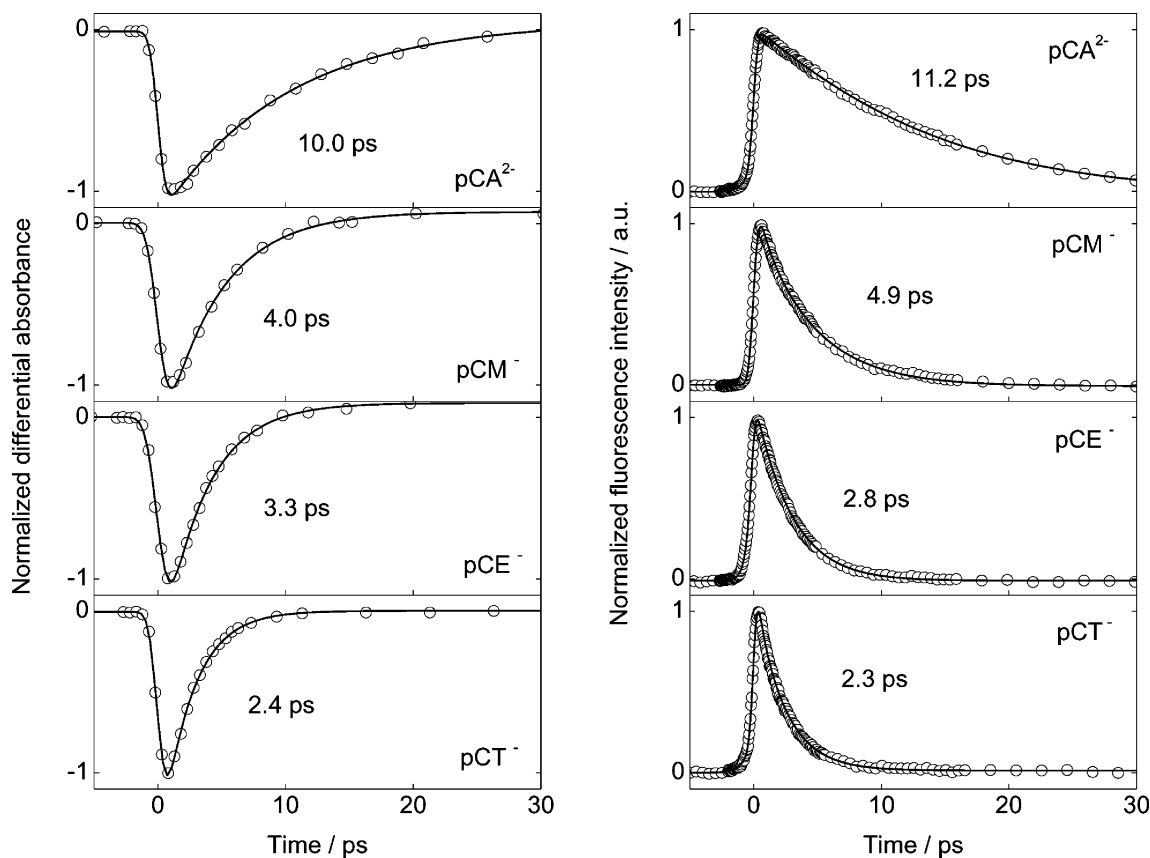 Normalized differential absorbance
0
-1
10.0 ps
pCA²⁻
0
-1
4.0 ps
pCM ⁻
0
-1
3.3 ps
pCE ⁻
0
-1
2.4 ps
pCT ⁻
0 10 20 30
Time / ps
Normalized fluorescence intensity / a.u.
1
0
pCA²⁻
11.2 ps
1
0
pCM ⁻
4.9 ps
1
0
pCE ⁻
2.8 ps
1
0
pCT ⁻
2.3 ps
0 10 20 30
Time / ps